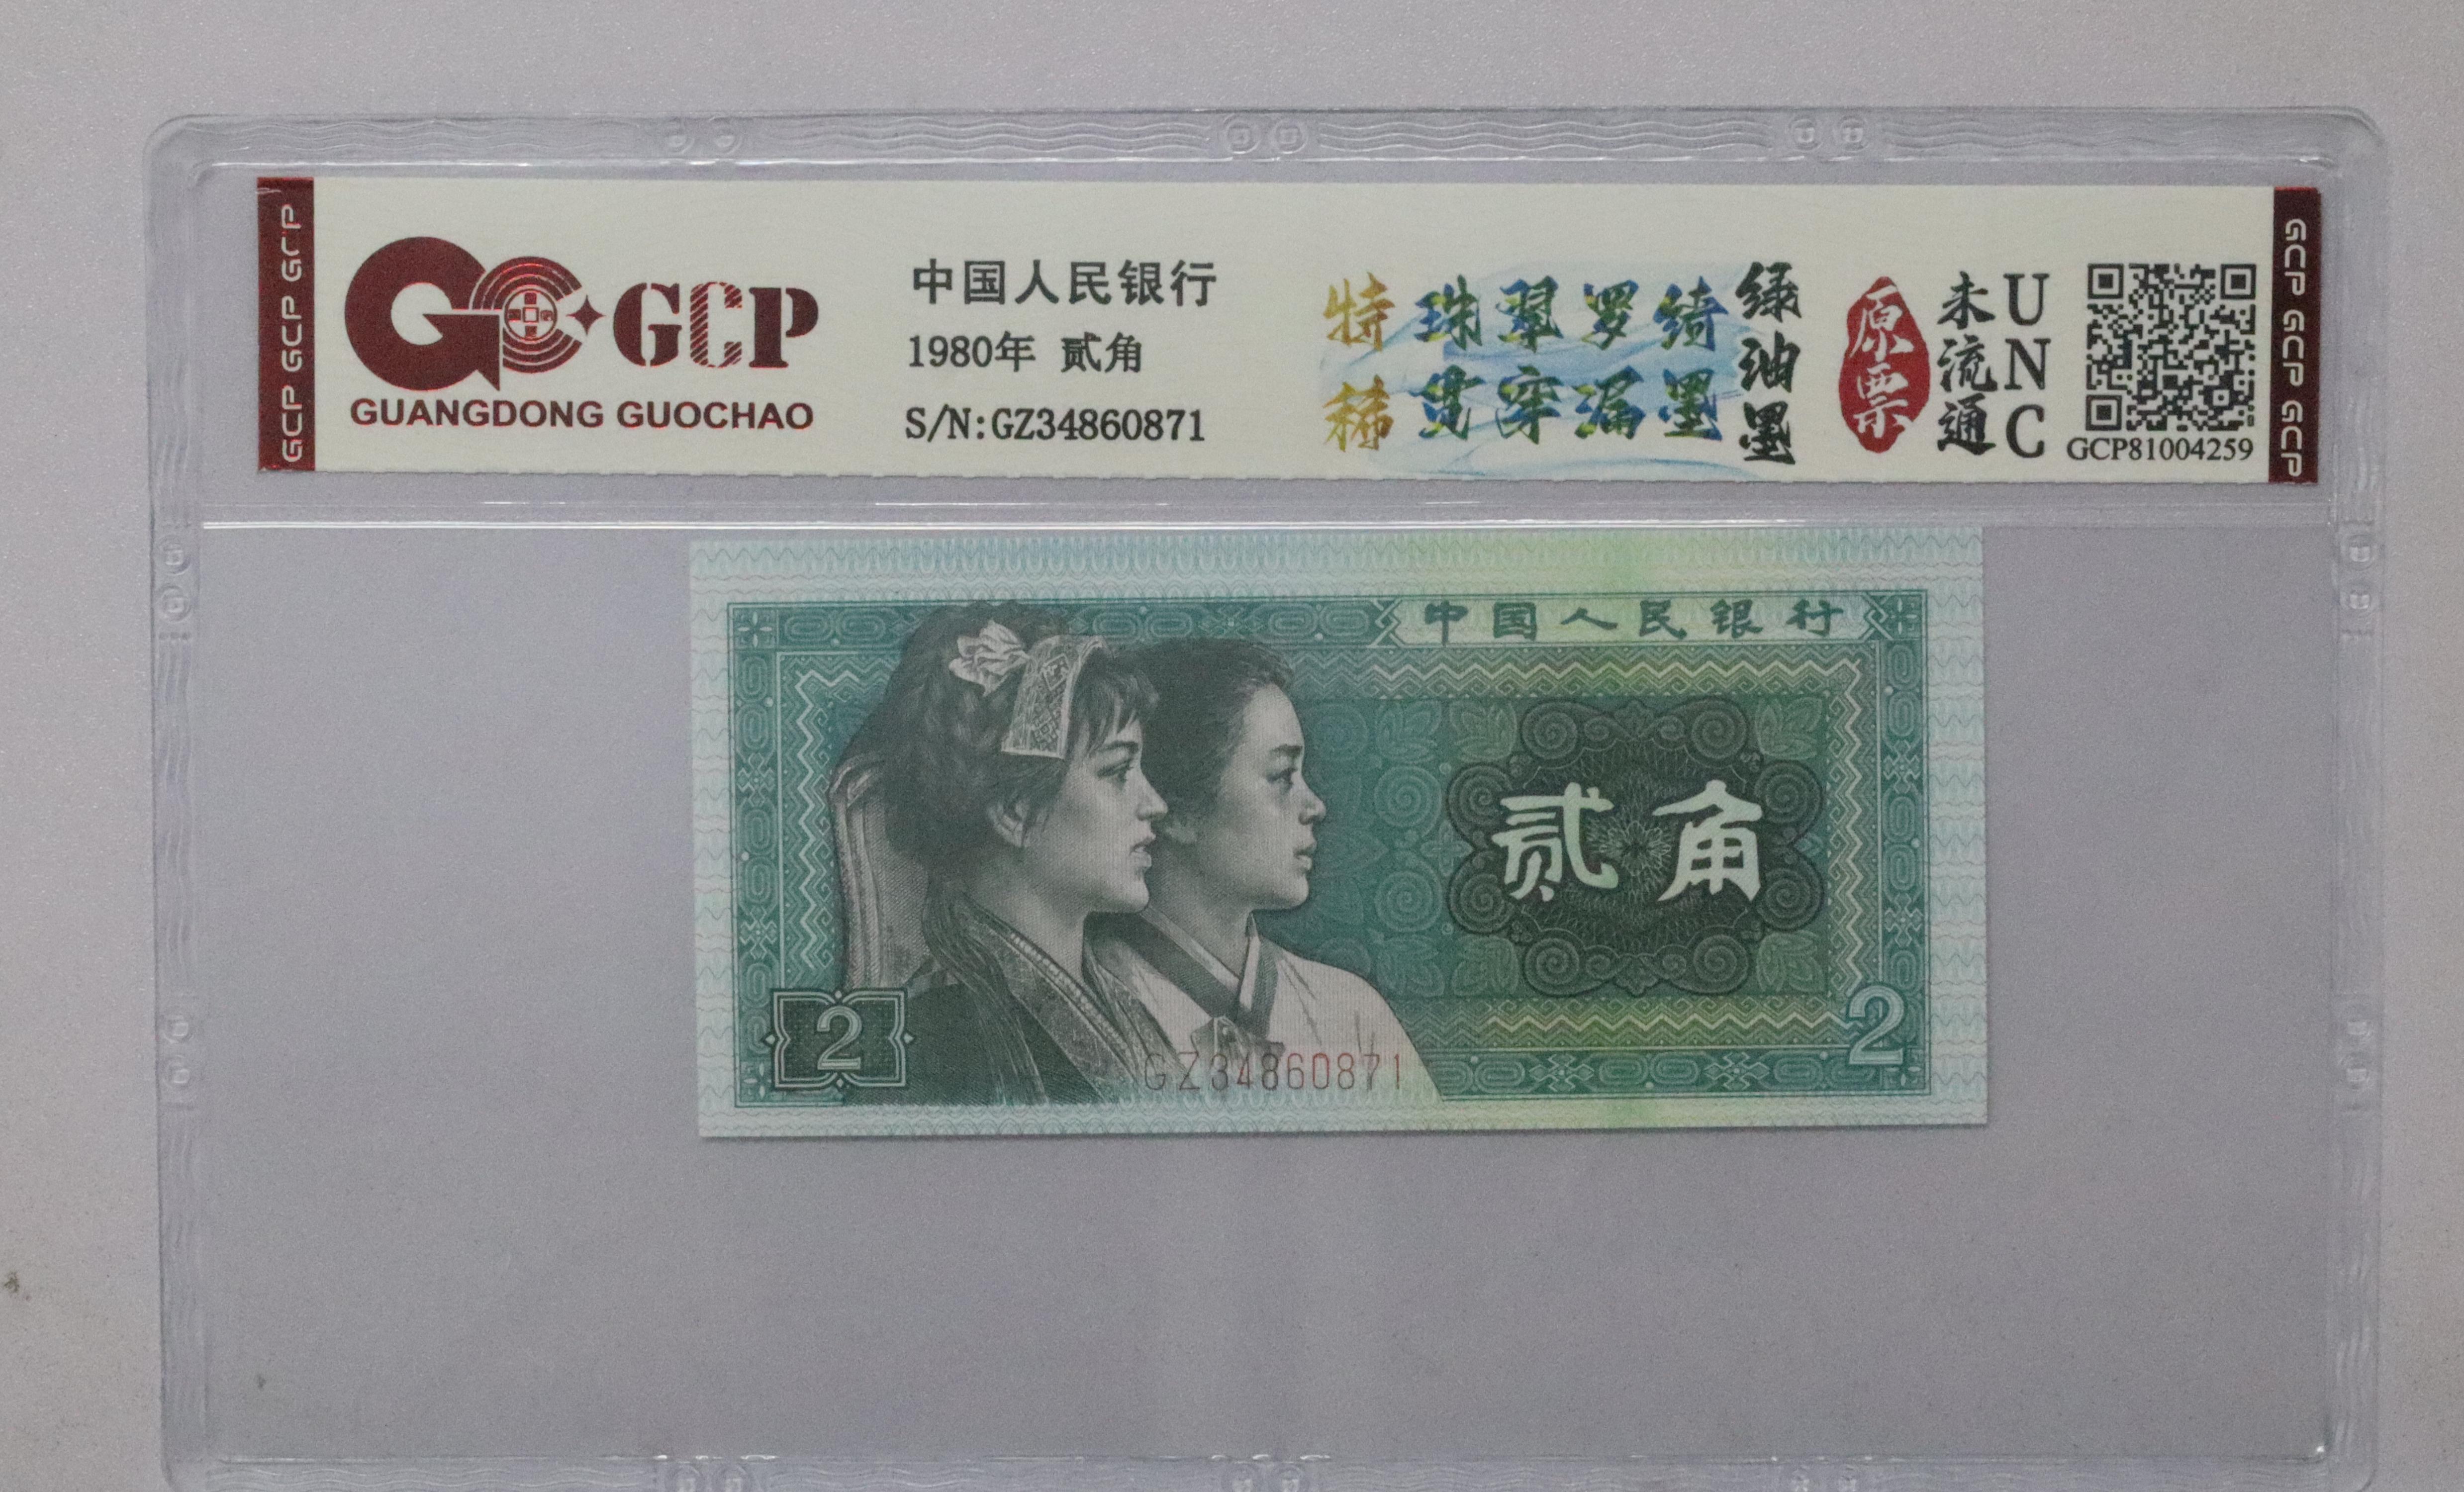 GCP GCP GCP
GCP
GUANGDONG GUOCHAO
中国人民银行
1980年 贰角
S/N:GZ34860871
特稀
珠翠罗绮
贯穿漏墨
绿油墨
原票
未流通
UNC
GCP81004259
GCP GCP GCP
中国人民银行
贰角
2
2
GZ34860871